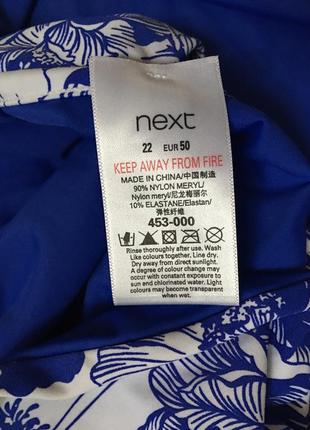 next
22 EUR 50
KEEP AWAY FROM FIRE
MADE IN CHINA/中国制造
90% NYLON MERYL/
Nylon meryl/尼龙梅丽尔
10% ELASTANE/Elastan/
弹性纤维
453-000
Rinse thoroughly after use. Wash
Like colours together. Line dry.
Dry away from direct sunlight.
A degree of colour change may
occur on extensive exposure to sun
and chlorinated water. Light
colours may become transparent
when wet.